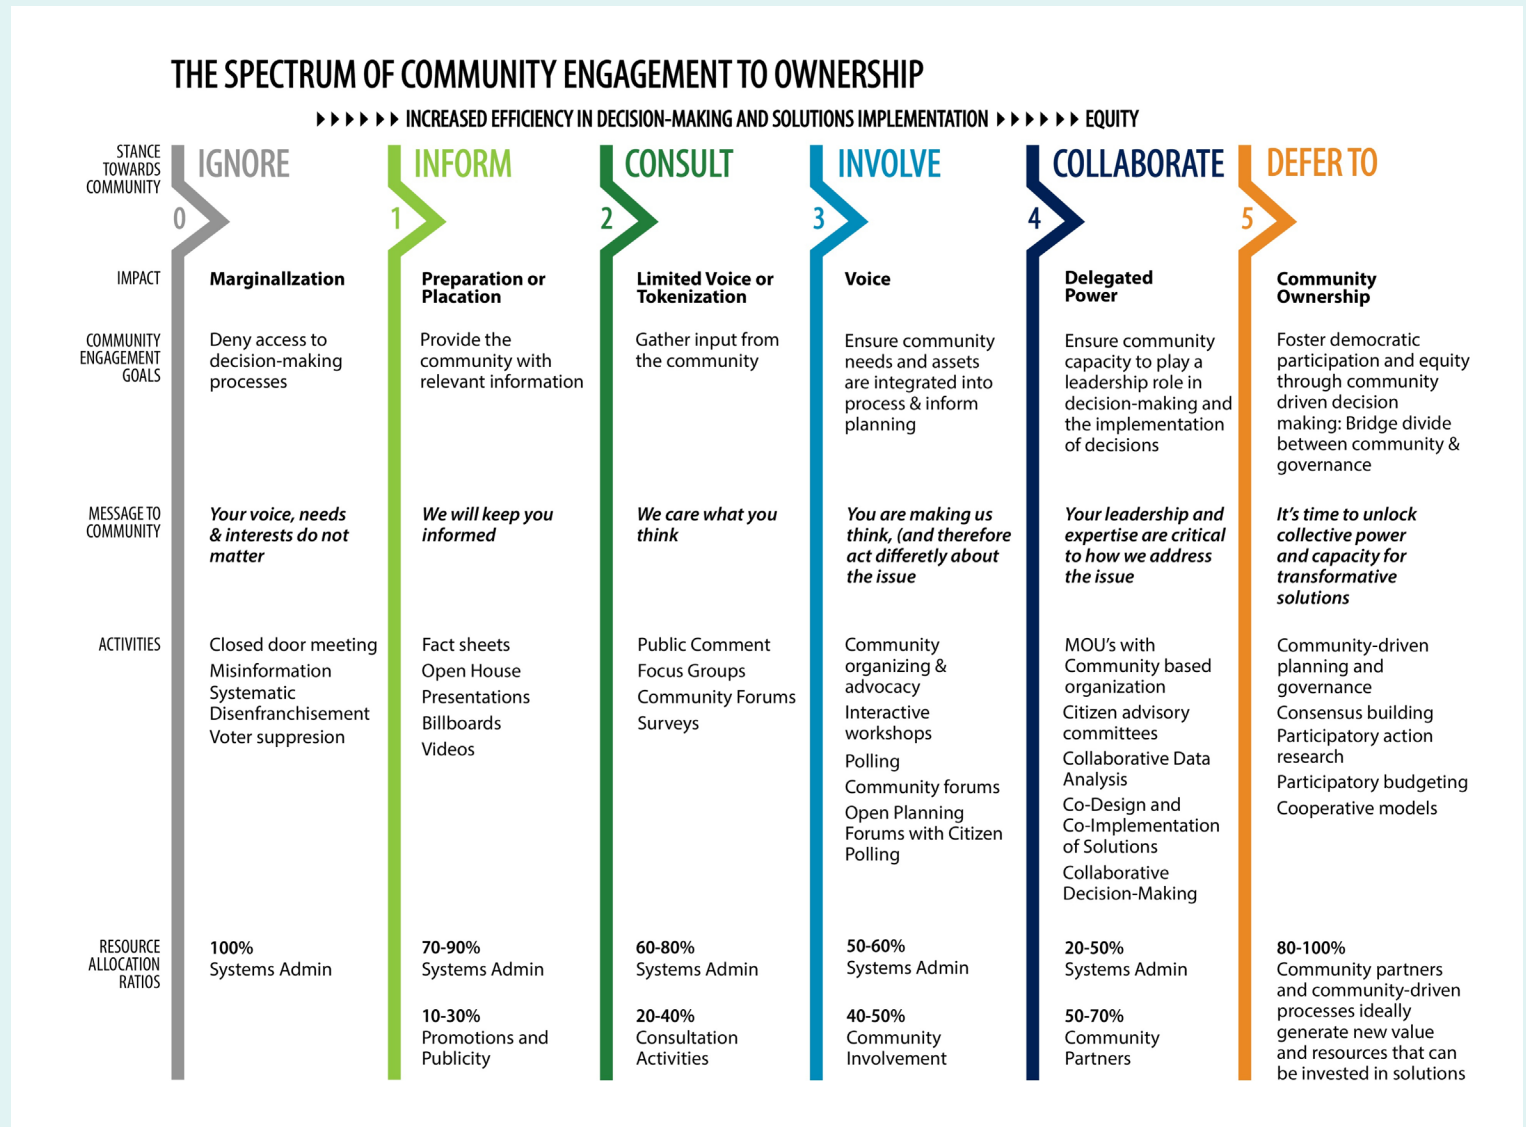 THE SPECTRUM OF COMMUNITY ENGAGEMENT TO OWNERSHIP
INCREASED EFFICIENCY IN DECISION-MAKING AND SOLUTIONS IMPLEMENTATION EQUITY
STANCE
TOWARDS
COMMUNITY
IGNORE
INFORM
CONSULT
INVOLVE
COLLABORATE
DEFER TO
0
1
2
3
4
5
IMPACT
Marginallzation
Preparation or
Placation
Limited Voice or
Tokenization
Voice
Delegated
Power
Community
Ownership
COMMUNITY
ENGAGEMENT
GOALS
Deny access to
decision-making
processes
Provide the
community with
relevant information
Gather input from
the community
Ensure community
needs and assets
are integrated into
process & inform
planning
Ensure community
capacity to play a
leadership role in
decision-making and
the implementation
of decisions
Foster democratic
participation and equity
through community
driven decision
making: Bridge divide
between community &
governance
MESSAGE TO
COMMUNITY
Your voice, needs
& interests do not
matter
We will keep you
informed
We care what you
think
You are making us
think, (and therefore
act differetly about
the issue
Your leadership and
expertise are critical
to how we address
the issue
It's time to unlock
collective power
and capacity for
transformative
solutions
ACTIVITIES
Closed door meeting
Misinformation
Systematic
Disenfranchisement
Voter suppresion
Fact sheets
Open House
Presentations
Billboards
Videos
Public Comment
Focus Groups
Community Forums
Surveys
Community
organizing &
advocacy
Interactive
workshops
Polling
Community forums
Open Planning
Forums with Citizen
Polling
MOU's with
Community based
organization
Citizen advisory
committees
Collaborative Data
Analysis
Co-Design and
Co-Implementation
of Solutions
Collaborative
Decision-Making
Community-driven
planning and
governance
Consensus building
Participatory action
research
Participatory budgeting
Cooperative models
RESOURCE
ALLOCATION
RATIOS
100%
Systems Admin
70-90%
Systems Admin
10-30%
Promotions and
Publicity
60-80%
Systems Admin
20-40%
Consultation
Activities
50-60%
Systems Admin
40-50%
Community
Involvement
20-50%
Systems Admin
50-70%
Community
Partners
80-100%
Community partners
and community-driven
processes ideally
generate new value
and resources that can
be invested in solutions